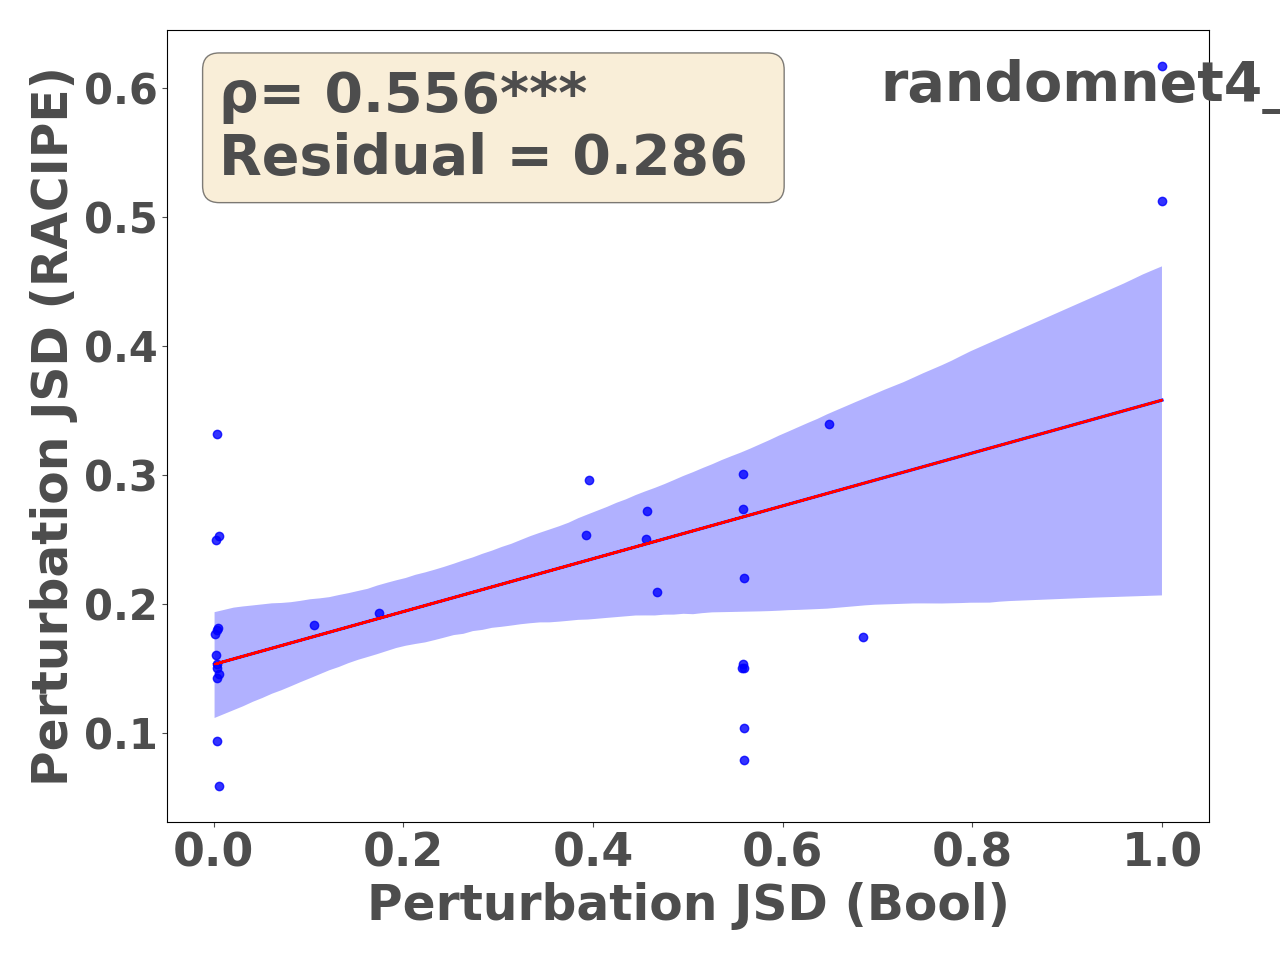 ρ= 0.556***
Residual = 0.286
randomnet4_
Perturbation JSD (RACIPE)
0.6
0.5
0.4
0.3
0.2
0.1
0.0 0.2 0.4 0.6 0.8 1.0
Perturbation JSD (Bool)